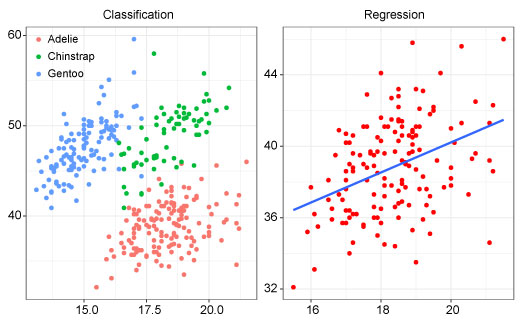 Classification
Regression
60
50
40
Adelie
Chinstrap
Gentoo
15.0 17.5 20.0
44
40
36
32
16 18 20